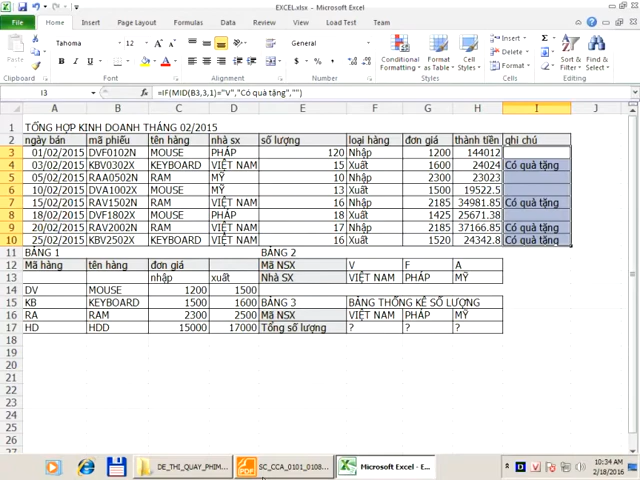 EXCEL.xlsx - Microsoft Excel
File Home Insert Page Layout Formulas Data Review View Load Test Team
Paste Tahoma 12 General Conditional Formatting Format as Table Cell Styles Insert Delete Format Sort & Filter Find & Select
I3 =IF(MID(B3,3,1)="V","Có quà tặng","")
A B C D E F G H I J
1 TỔNG HỢP KINH DOANH THÁNG 02/2015
2 ngày bán mã phiếu tên hàng nhà sx số lượng loại hàng đơn giá thành tiền ghi chú
3 01/02/2015 DVF0102N MOUSE PHÁP 120 Nhập 1200 144012
4 03/02/2015 KBV0302X KEYBOARD VIỆT NAM 15 Xuất 1600 24024 Có quà tặng
5 05/02/2015 RAA0502N RAM MỸ 10 Nhập 2300 23023
6 10/02/2015 DVA1002X MOUSE MỸ 13 Xuất 1500 19522.5
7 15/02/2015 RAV1502N RAM VIỆT NAM 16 Nhập 2185 34981.85 Có quà tặng
8 18/02/2015 DVF1802X MOUSE PHÁP 18 Xuất 1425 25671.38
9 20/02/2015 RAV2002N RAM VIỆT NAM 17 Nhập 2185 37166.85 Có quà tặng
10 25/02/2015 KBV2502X KEYBOARD VIỆT NAM 16 Xuất 1520 24342.8 Có quà tặng
11 BẢNG 1 BẢNG 2
12 Mã hàng tên hàng đơn giá Mã NSX V F A
13 nhập xuất Nhà SX VIỆT NAM PHÁP MỸ
14 DV MOUSE 1200 1500
15 KB KEYBOARD 1500 1600 BẢNG 3 BẢNG THỐNG KÊ SỐ LƯỢNG
16 RA RAM 2300 2500 Mã NSX VIỆT NAM PHÁP MỸ
17 HD HDD 15000 17000 Tổng số lượng ? ? ?
18
19
20
21
22
23
24
25
26
27
DE_THI_QUAY_PHIM... SC_CCA_0101_0108... Microsoft Excel - E... 10:34 AM
2/18/2016